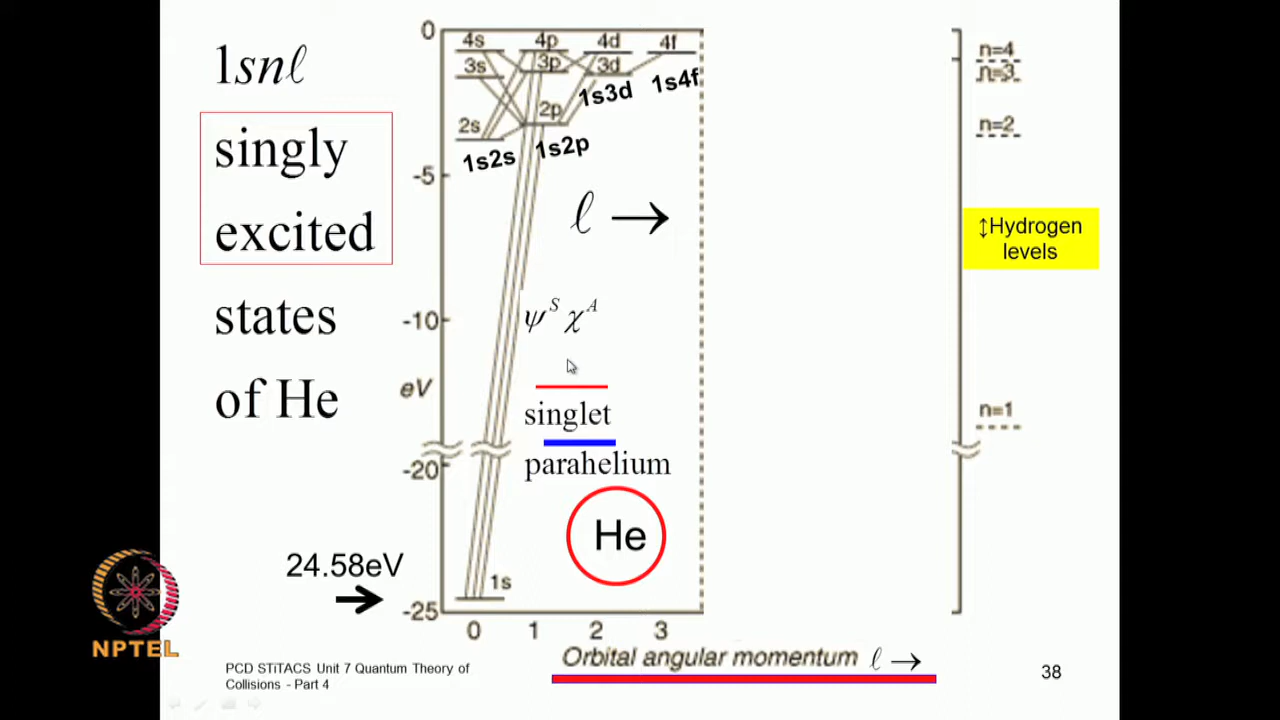 1snℓ
singly
excited
states
of He
24.58eV
0
-5
-10
eV
-20
-25
4s 4p 4d 4f
3s 3p 3d
1s3d 1s4f
2s 2p
1s2s 1s2p
ℓ →
ψ^S χ^A
singlet
parahelium
He
1s
0 1 2 3
Orbital angular momentum ℓ →
n=4
n=3
n=2
↕Hydrogen
levels
n=1
NPTEL
PCD STiTACS Unit 7 Quantum Theory of
Collisions - Part 4
38